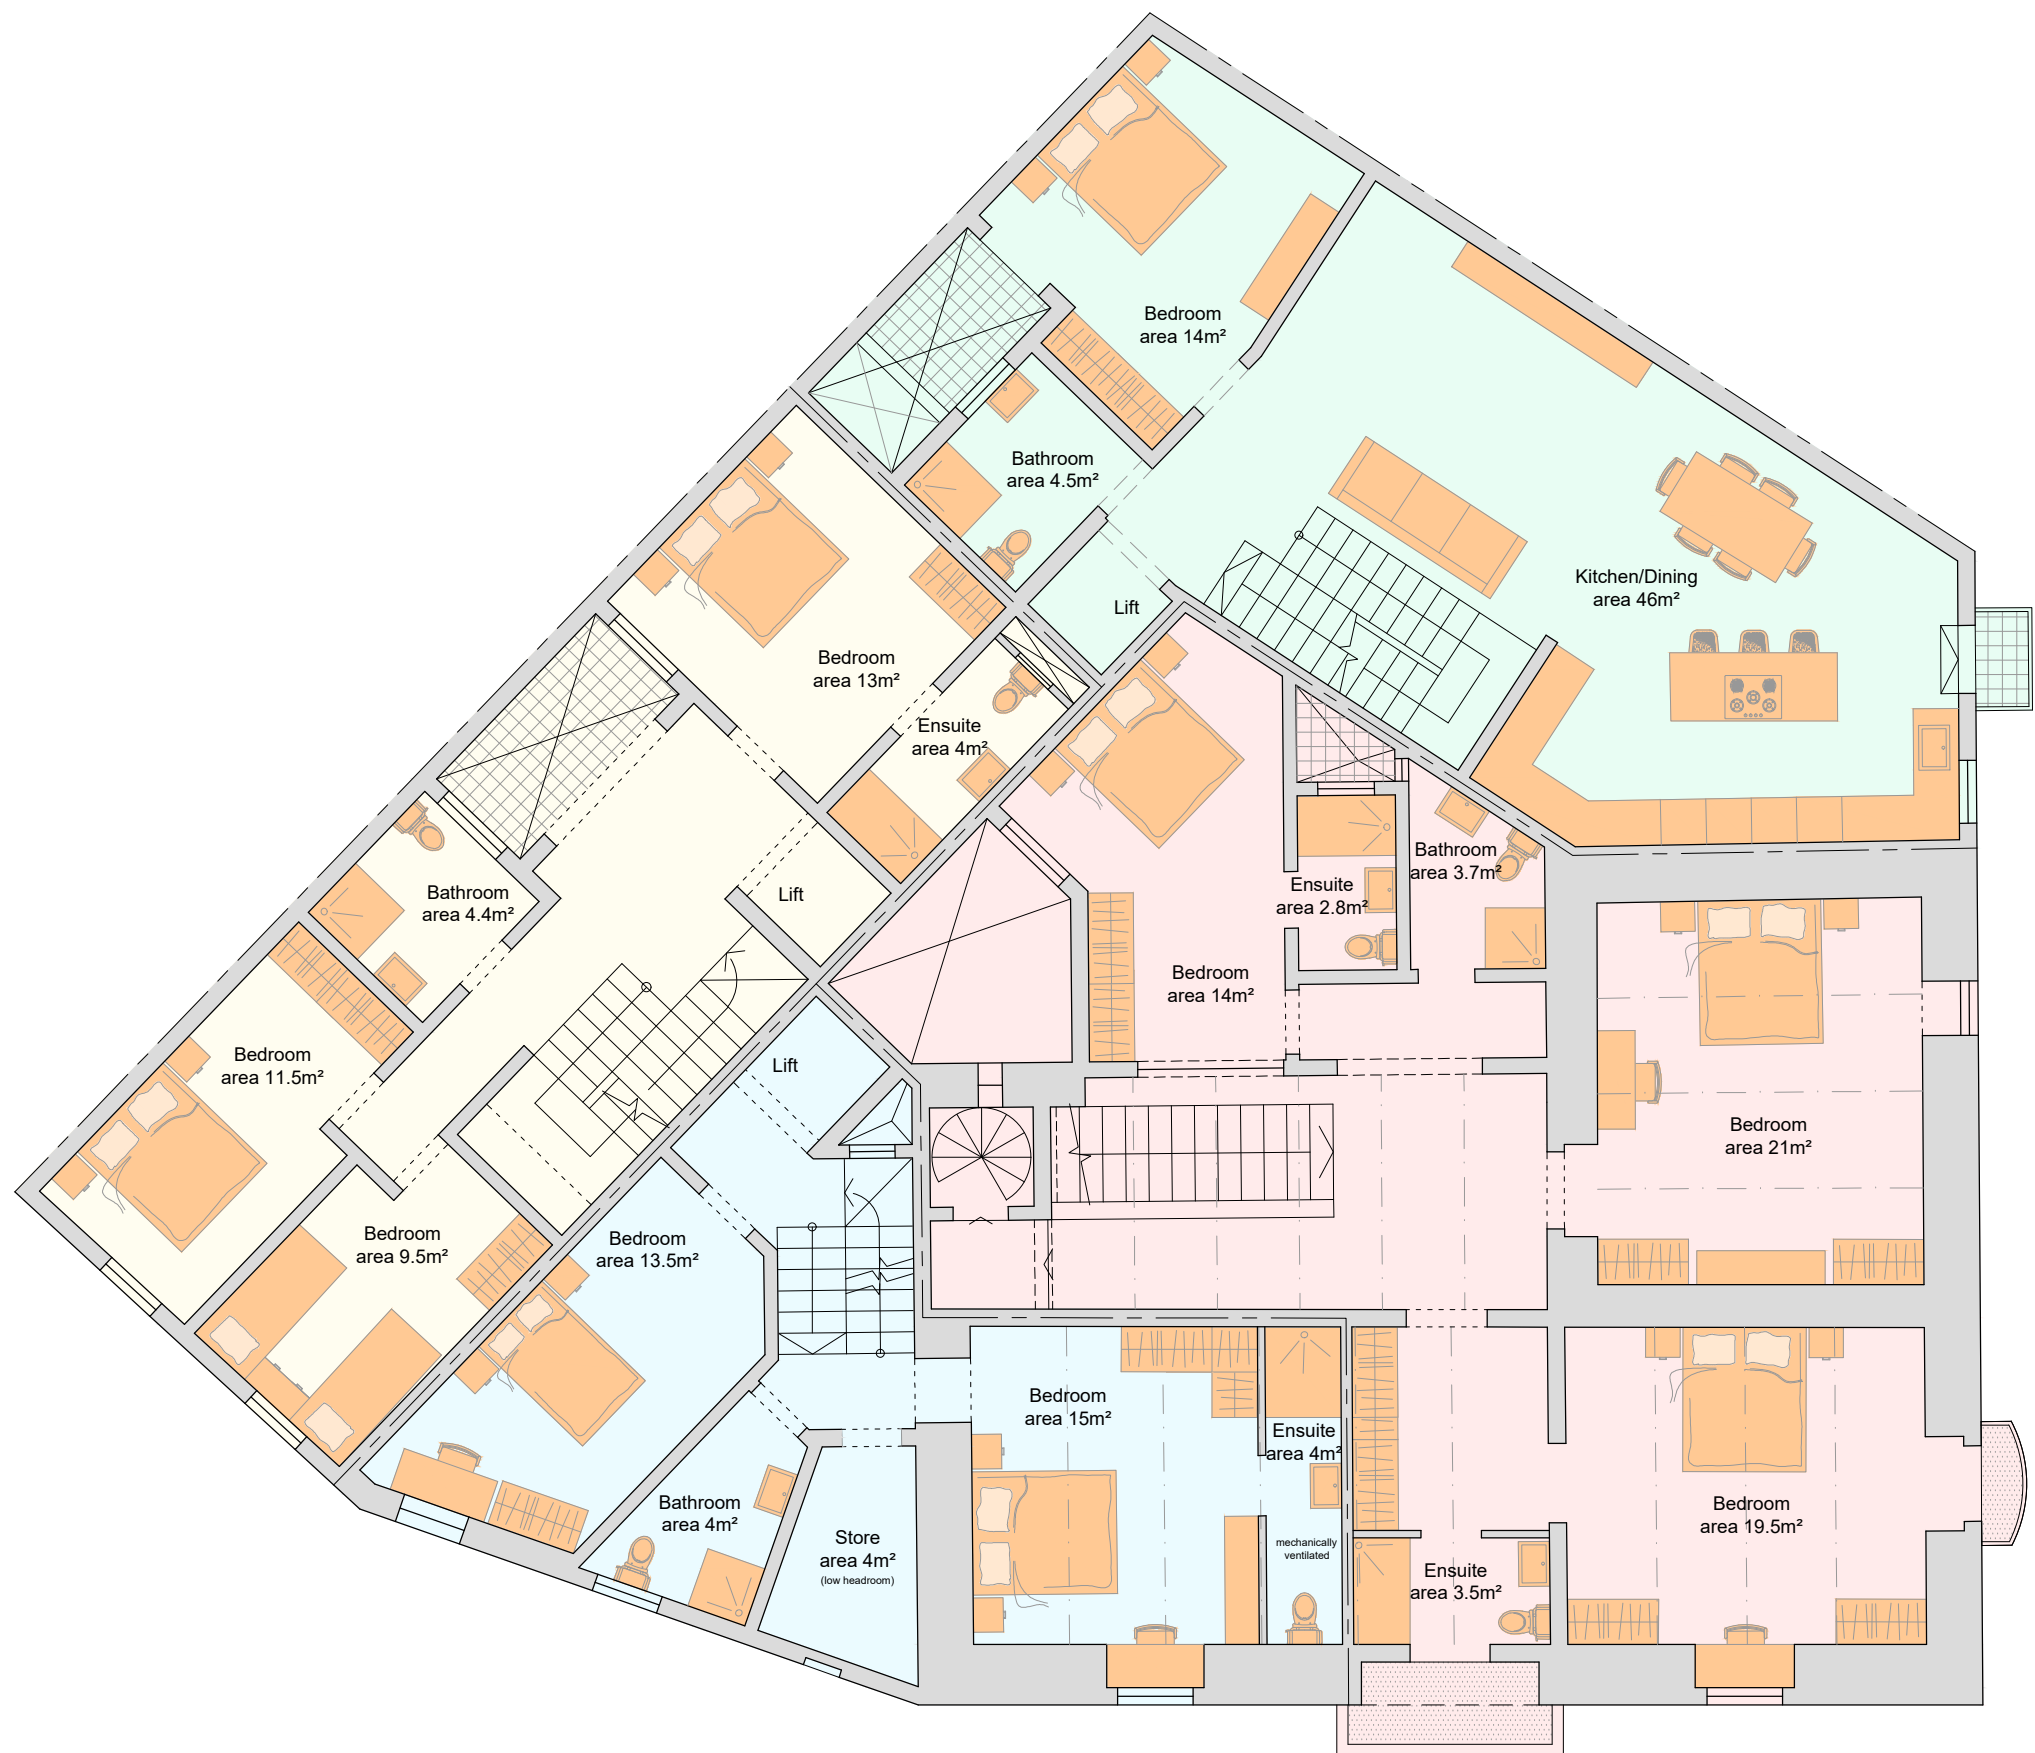 Bedroom
area 14m²
Bathroom
area 4.5m²
Kitchen/Dining
area 46m²
Lift
Bedroom
area 13m²
Ensuite
area 4m²
Bathroom
area 3.7m²
Ensuite
area 2.8m²
Lift
Bathroom
area 4.4m²
Bedroom
area 14m²
Bedroom
area 11.5m²
Lift
Bedroom
area 21m²
Bedroom
area 9.5m²
Bedroom
area 13.5m²
Bedroom
area 15m²
Ensuite
area 4m²
Bathroom
area 4m²
Bedroom
area 19.5m²
Store
area 4m²
(low headroom)
mechanically
ventilated
Ensuite
area 3.5m²